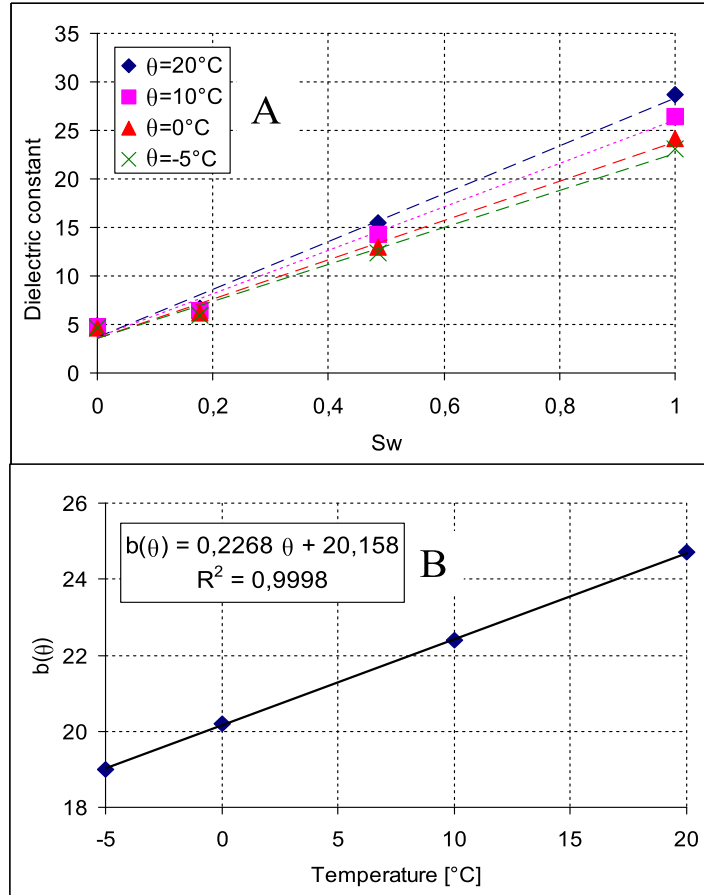 35
30
25
20
15
10
5
0
Dielectric constant
θ=20°C
θ=10°C
θ=0°C
θ=-5°C
A
0 0,2 0,4 0,6 0,8 1
Sw
26
24
22
20
18
b(θ)
b(θ) = 0,2268 θ + 20,158
R² = 0,9998
B
-5 0 5 10 15 20
Temperature [°C]